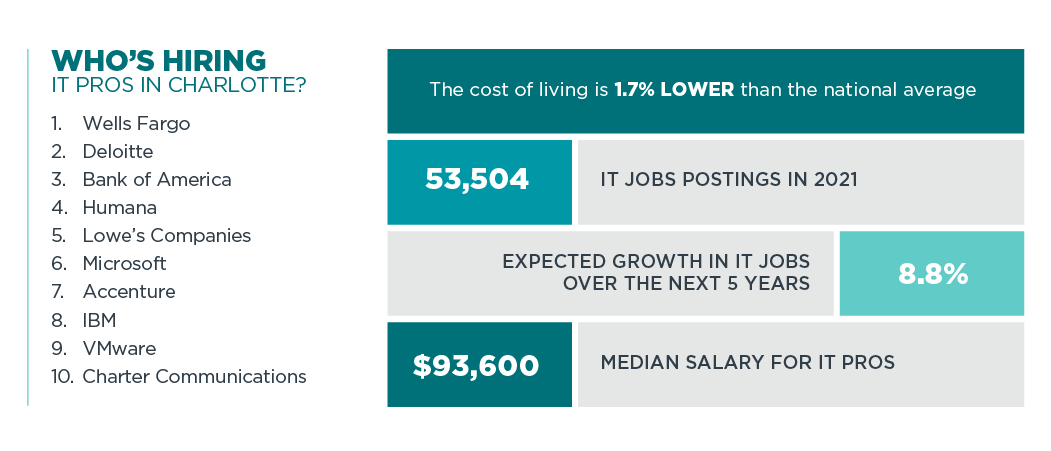 WHO'S HIRING
IT PROS IN CHARLOTTE?
1. Wells Fargo
2. Deloitte
3. Bank of America
4. Humana
5. Lowe's Companies
6. Microsoft
7. Accenture
8. IBM
9. VMware
10. Charter Communications
The cost of living is 1.7% LOWER than the national average
53,504
IT JOBS POSTINGS IN 2021
EXPECTED GROWTH IN IT JOBS
OVER THE NEXT 5 YEARS
8.8%
$93,600
MEDIAN SALARY FOR IT PROS